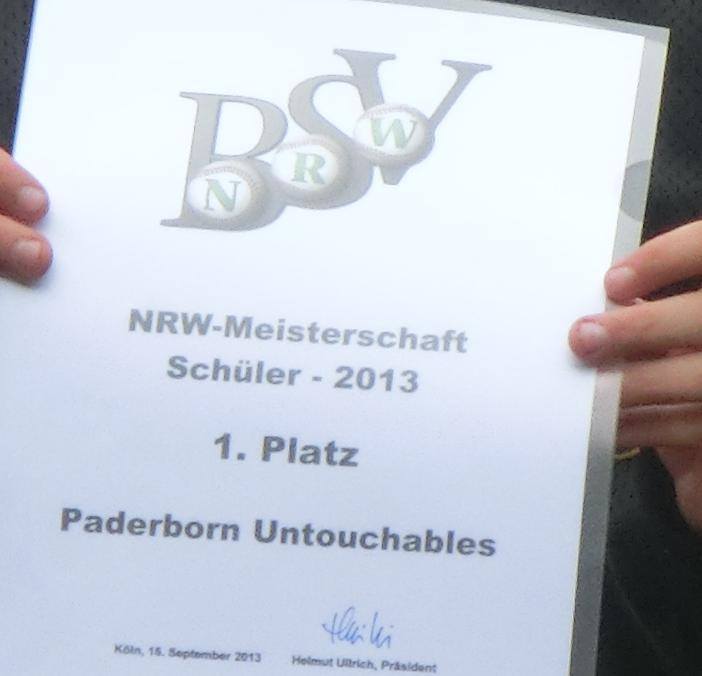 BSV
NRW
NRW-Meisterschaft
Schüler - 2013
1. Platz
Paderborn Untouchables
Köln, 15. September 2013
Helmut Ullrich, Präsident